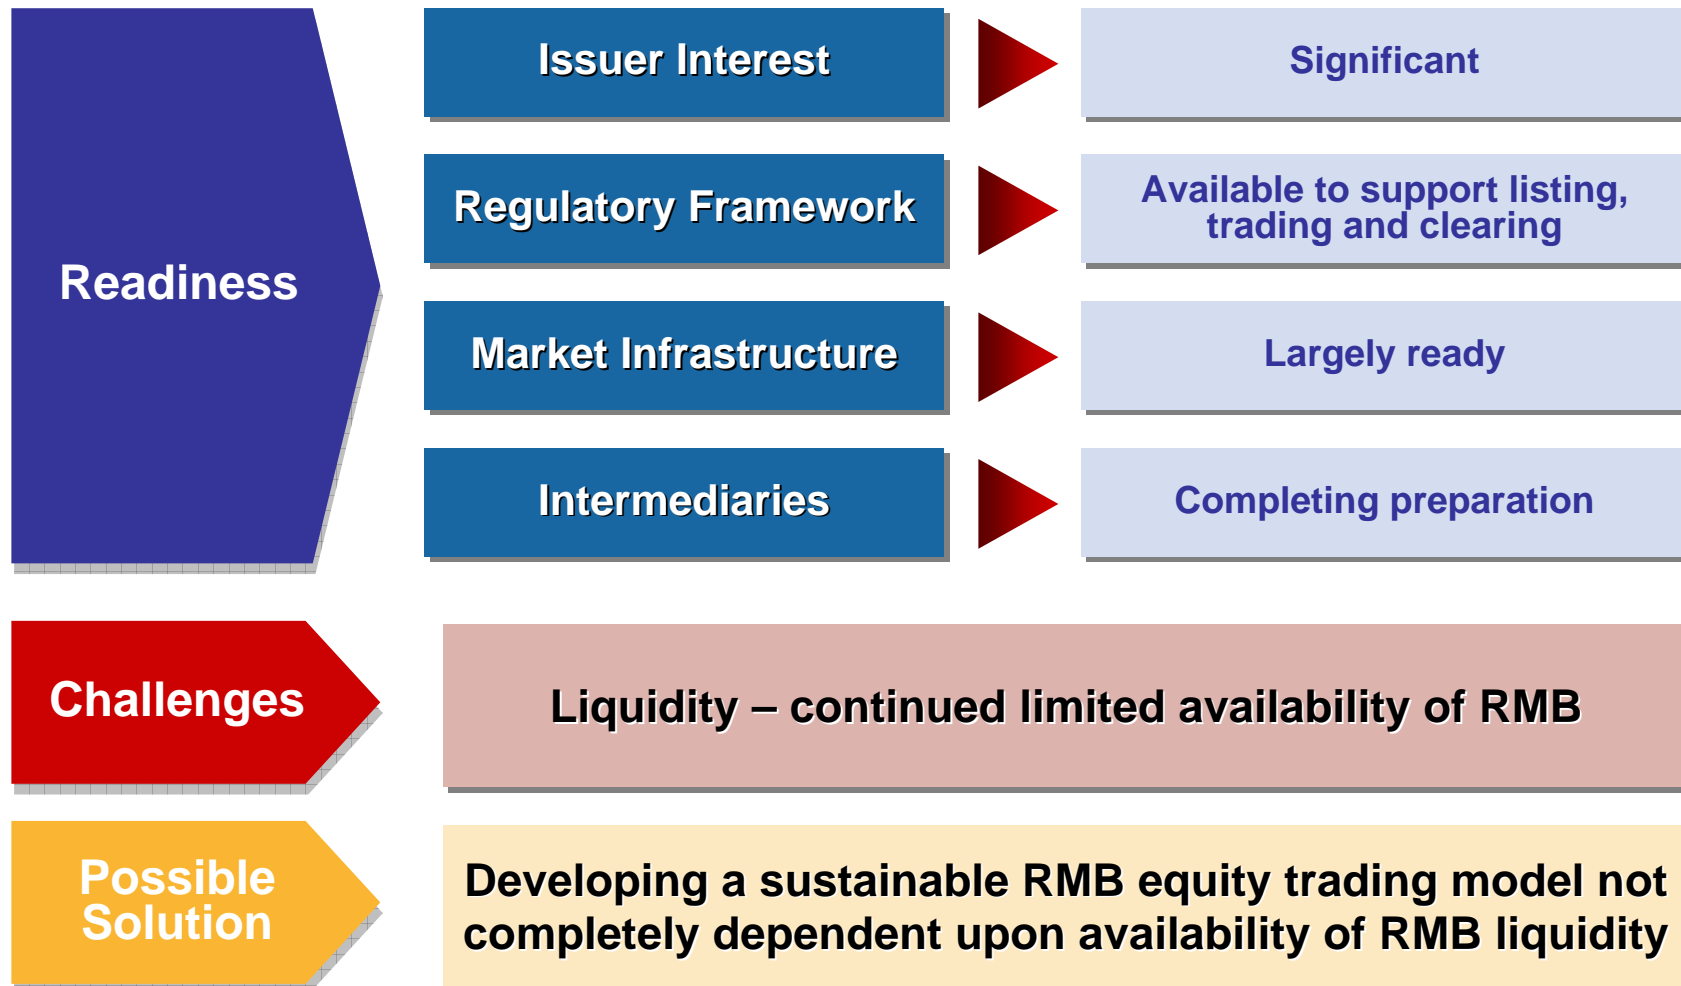 Readiness
Issuer Interest
Significant
Regulatory Framework
Available to support listing,
trading and clearing
Market Infrastructure
Largely ready
Intermediaries
Completing preparation
Challenges
Liquidity – continued limited availability of RMB
Possible
Solution
Developing a sustainable RMB equity trading model not
completely dependent upon availability of RMB liquidity